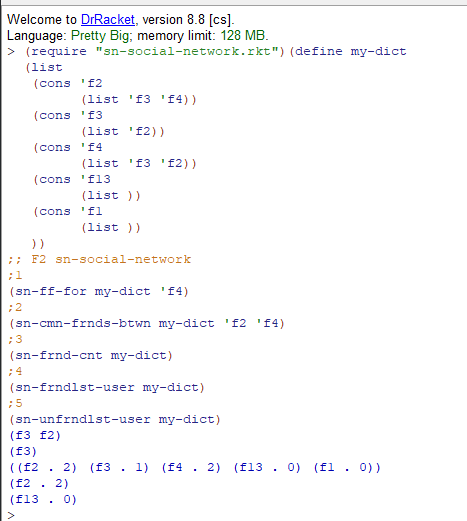 Welcome to DrRacket, version 8.8 [cs].
Language: Pretty Big; memory limit: 128 MB.
> (require "sn-social-network.rkt")(define my-dict
  (list
   (cons 'f2
         (list 'f3 'f4))
   (cons 'f3
         (list 'f2))
   (cons 'f4
         (list 'f3 'f2))
   (cons 'f13
         (list ))
   (cons 'f1
         (list ))
   ))
;; F2 sn-social-network
;1
(sn-ff-for my-dict 'f4)
;2
(sn-cmn-frnds-btwn my-dict 'f2 'f4)
;3
(sn-frnd-cnt my-dict)
;4
(sn-frndlst-user my-dict)
;5
(sn-unfrndlst-user my-dict)
(f3 f2)
(f3)
((f2 . 2) (f3 . 1) (f4 . 2) (f13 . 0) (f1 . 0))
(f2 . 2)
(f13 . 0)
>